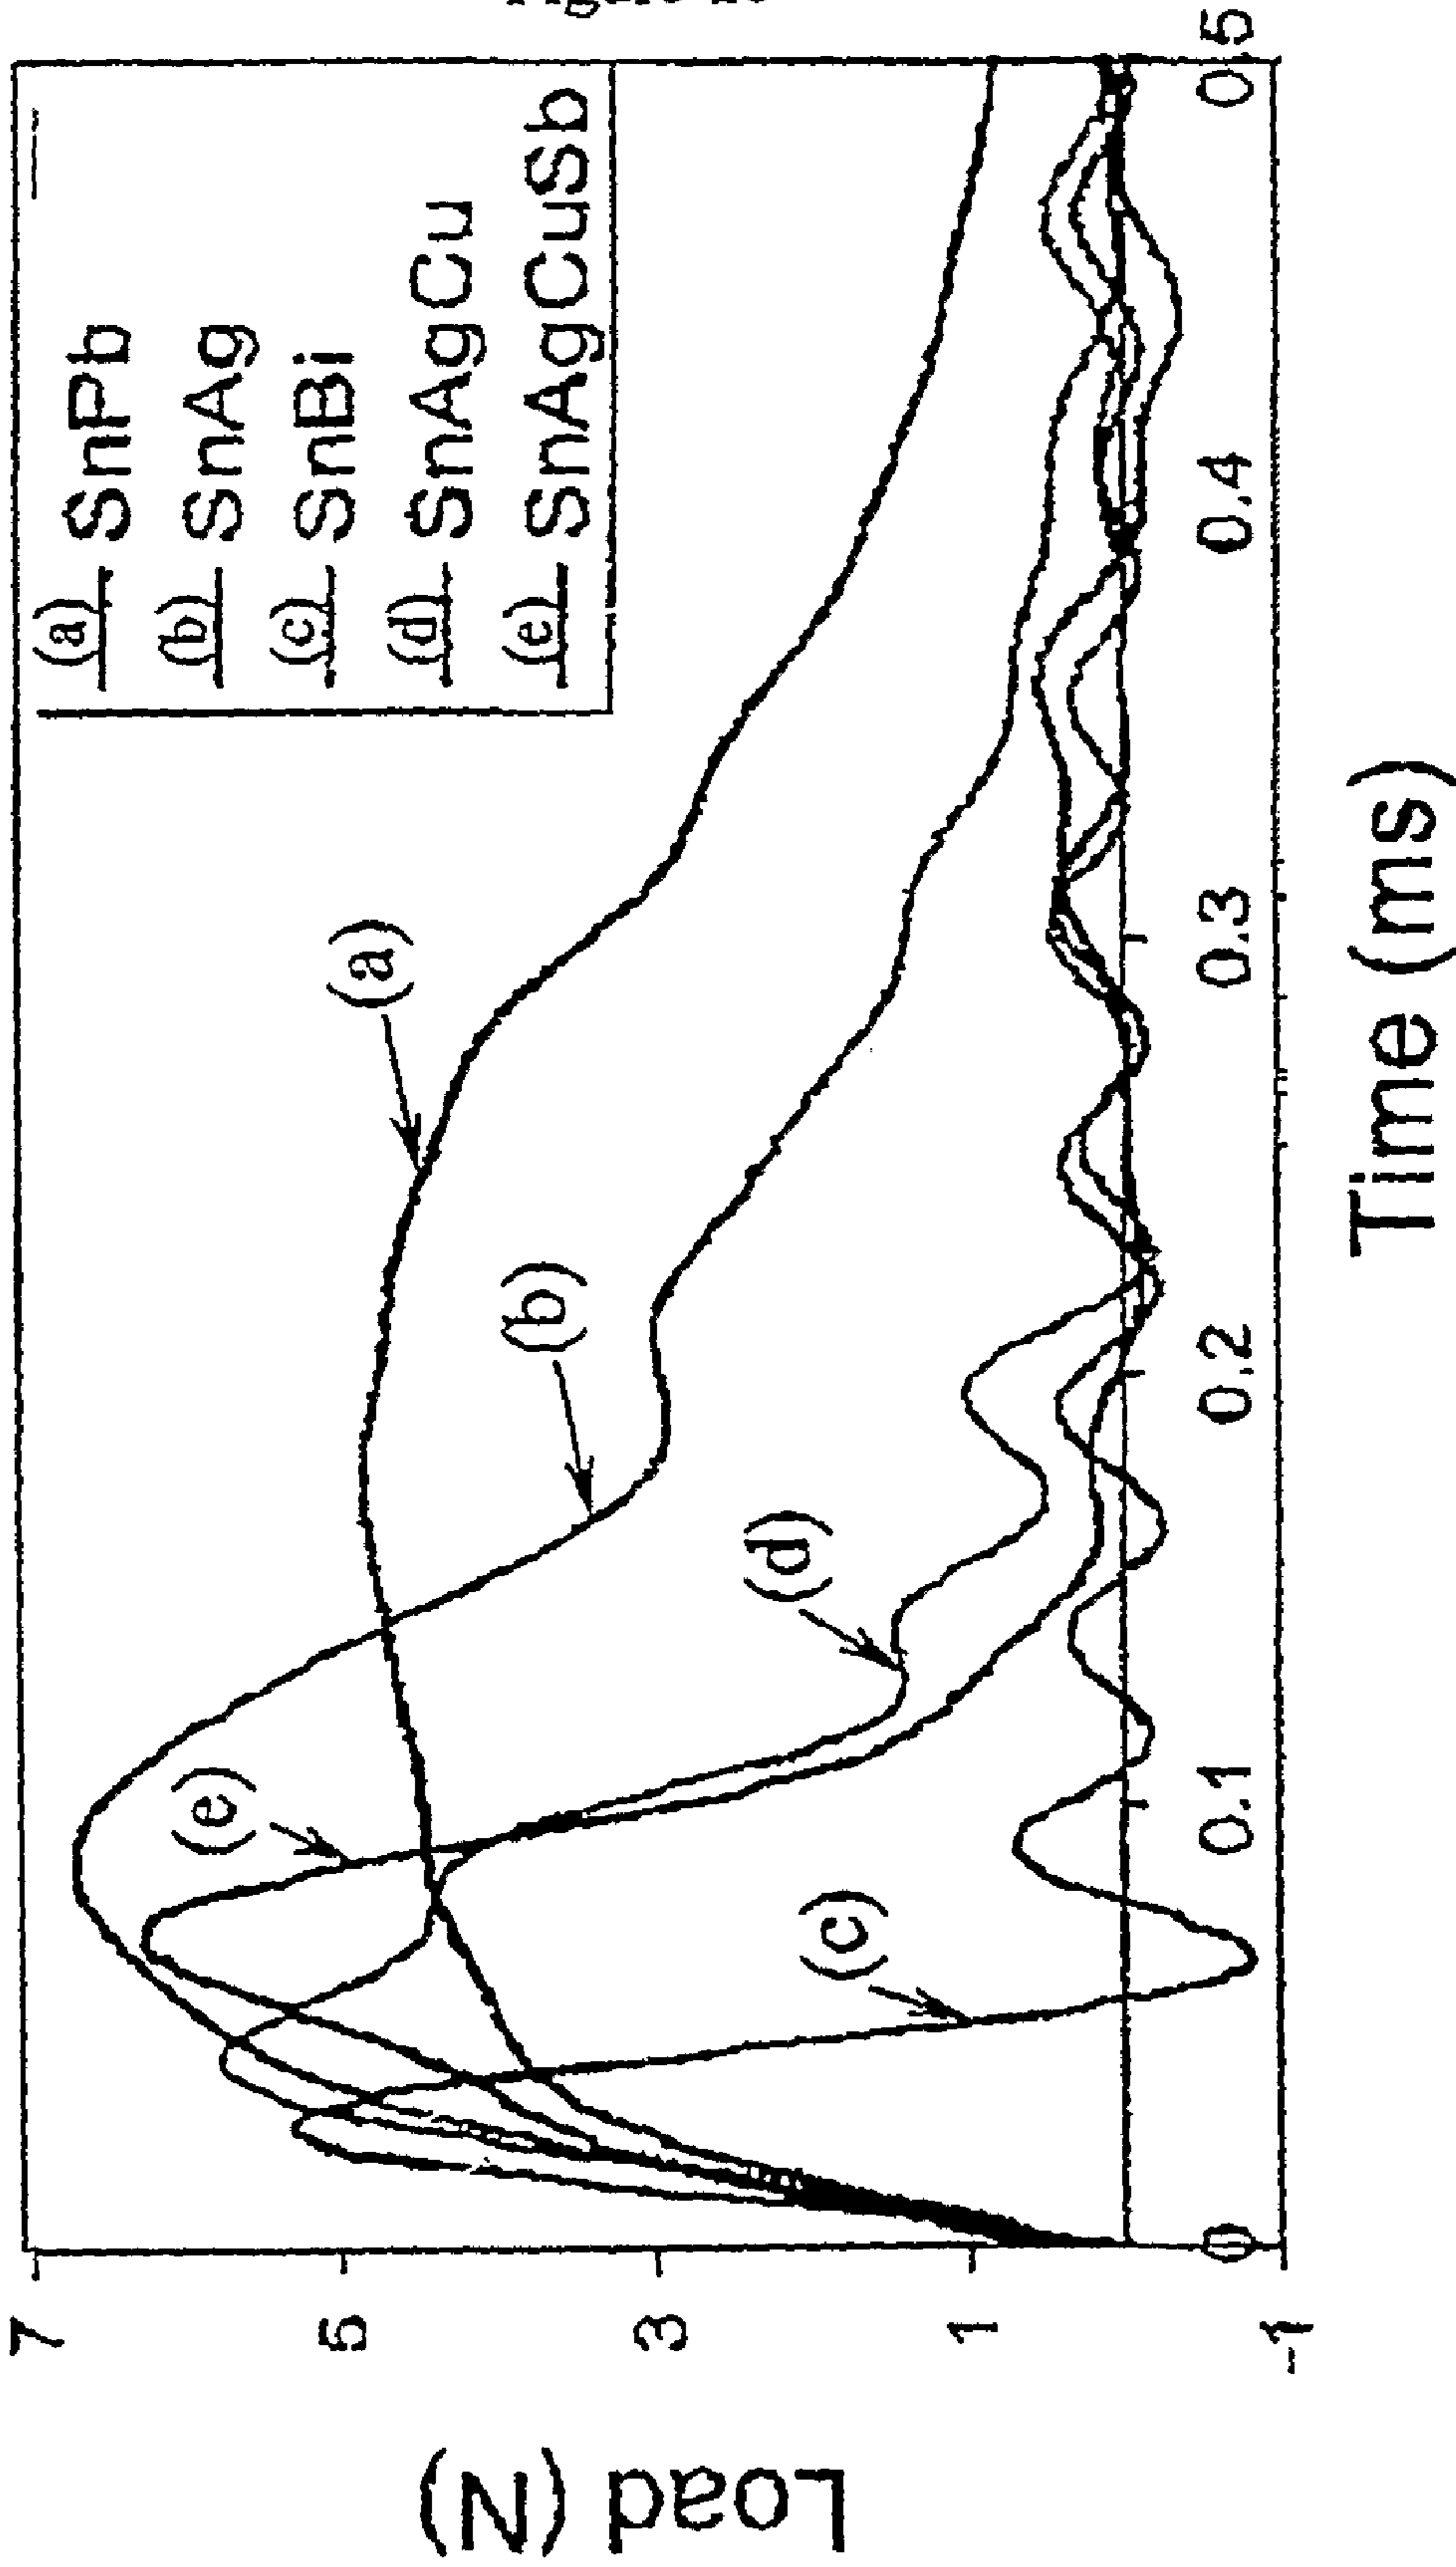 (a) SnPb
(b) SnAg
(c) SnBi
(d) SnAgCu
(e) SnAgCuSb
(a)
(b)
(c)
(d)
(e)
Load (N)
7
5
3
1
-1
0
0.1
0.2
0.3
0.4
0.5
Time (ms)